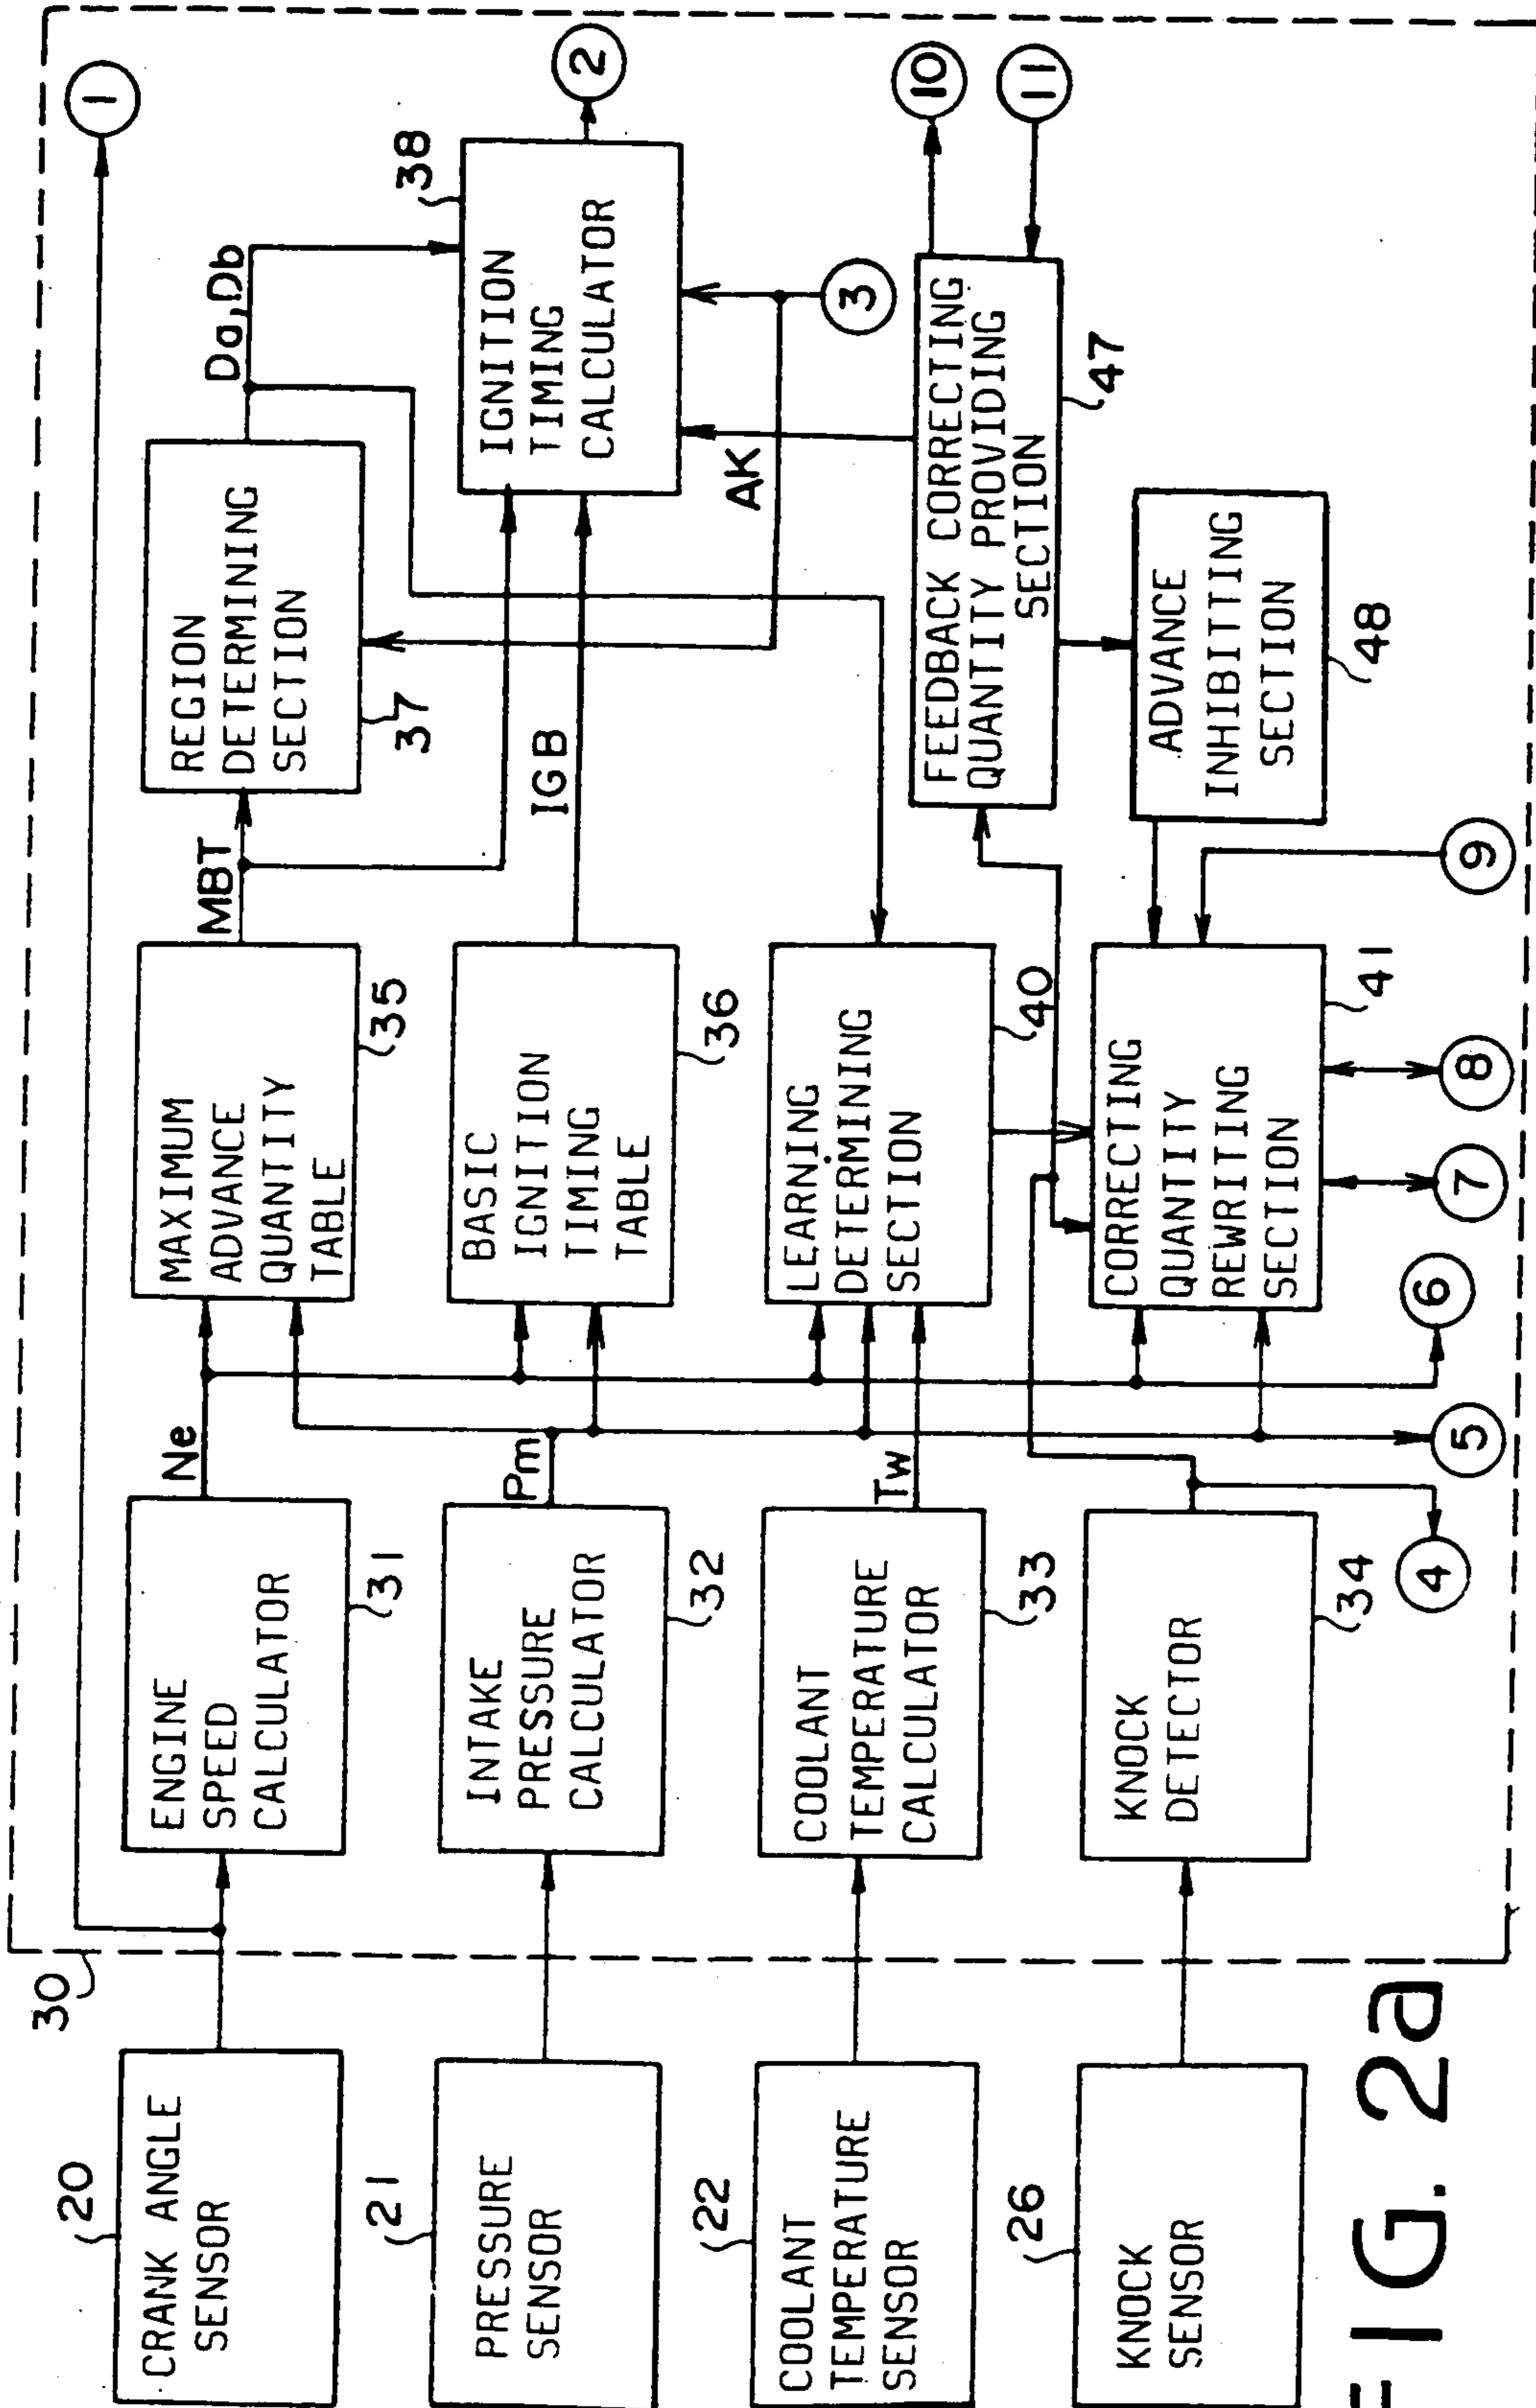 30
20
CRANK ANGLE
SENSOR
21
PRESSURE
SENSOR
22
COOLANT
TEMPERATURE
SENSOR
26
KNOCK
SENSOR
ENGINE
SPEED
CALCULATOR
31
INTAKE
PRESSURE
CALCULATOR
32
COOLANT
TEMPERATURE
CALCULATOR
33
KNOCK
DETECTOR
34
Ne
Pm
Tw
4
5
6
MAXIMUM
ADVANCE
QUANTITY
TABLE
35
BASIC
IGNITION
TIMING
TABLE
36
LEARNING
DETERMINING
SECTION
40
CORRECTING
QUANTITY
REWRITING
SECTION
41
7
8
9
MBT
IGB
REGION
DETERMINING
SECTION
37
Da,Db
IGNITION
TIMING
CALCULATOR
38
AK
FEEDBACK CORRECTING
QUANTITY PROVIDING
SECTION
47
ADVANCE
INHIBITING
SECTION
48
1
2
3
10
11
FIG. 2a